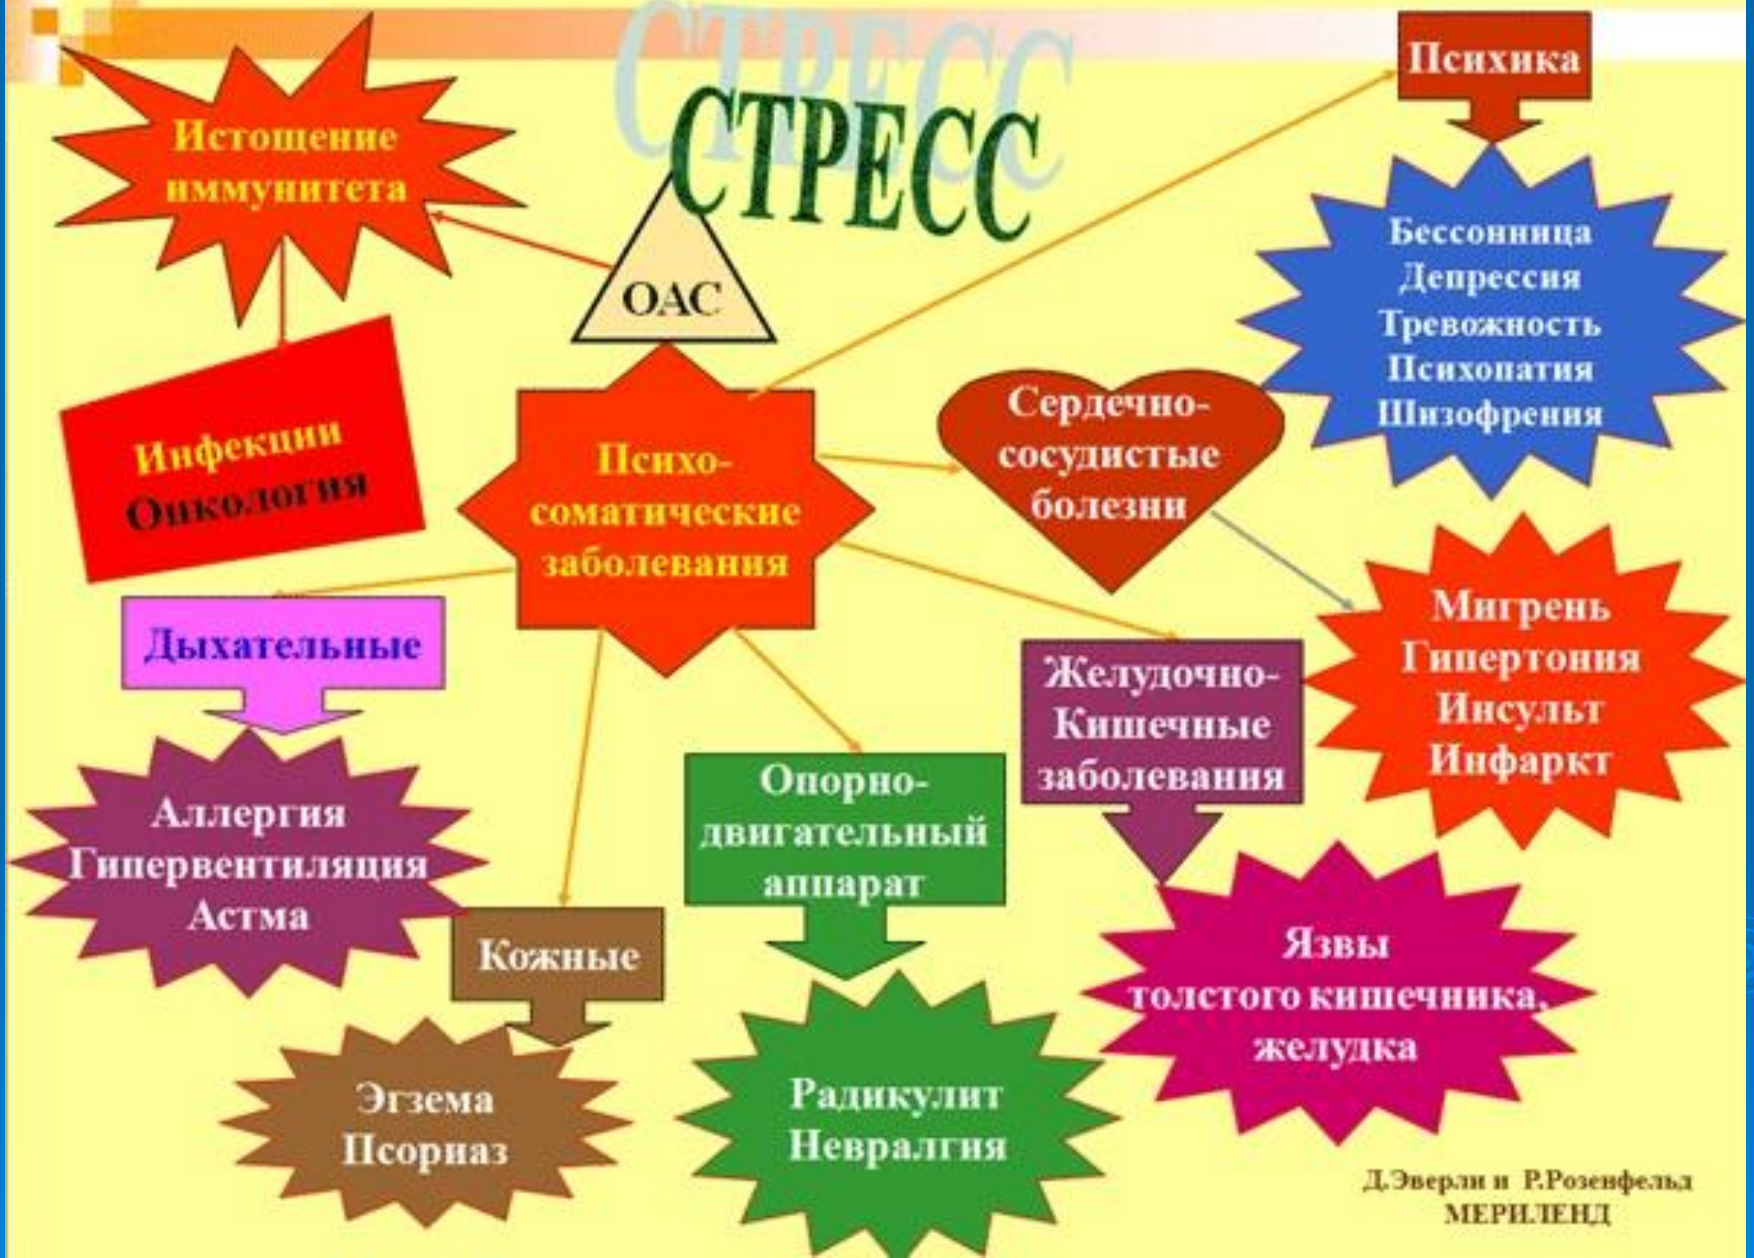 СТРЕСС
СТРЕСС
Истощение
иммунитета
ОАС
Психика
Бессонница
Депрессия
Тревожность
Психопатия
Шизофрения
Инфекции
Онкология
Психо-
соматические
заболевания
Сердечно-
сосудистые
болезни
Мигрень
Гипертония
Инсульт
Инфаркт
Дыхательные
Аллергия
Гипервентиляция
Астма
Кожные
Эгзема
Псориаз
Опорно-
двигательный
аппарат
Радикулит
Невралгия
Желудочно-
Кишечные
заболевания
Язвы
толстого кишечника,
желудка
Д.Эверли и Р.Розенфельд
МЕРИЛЕНД